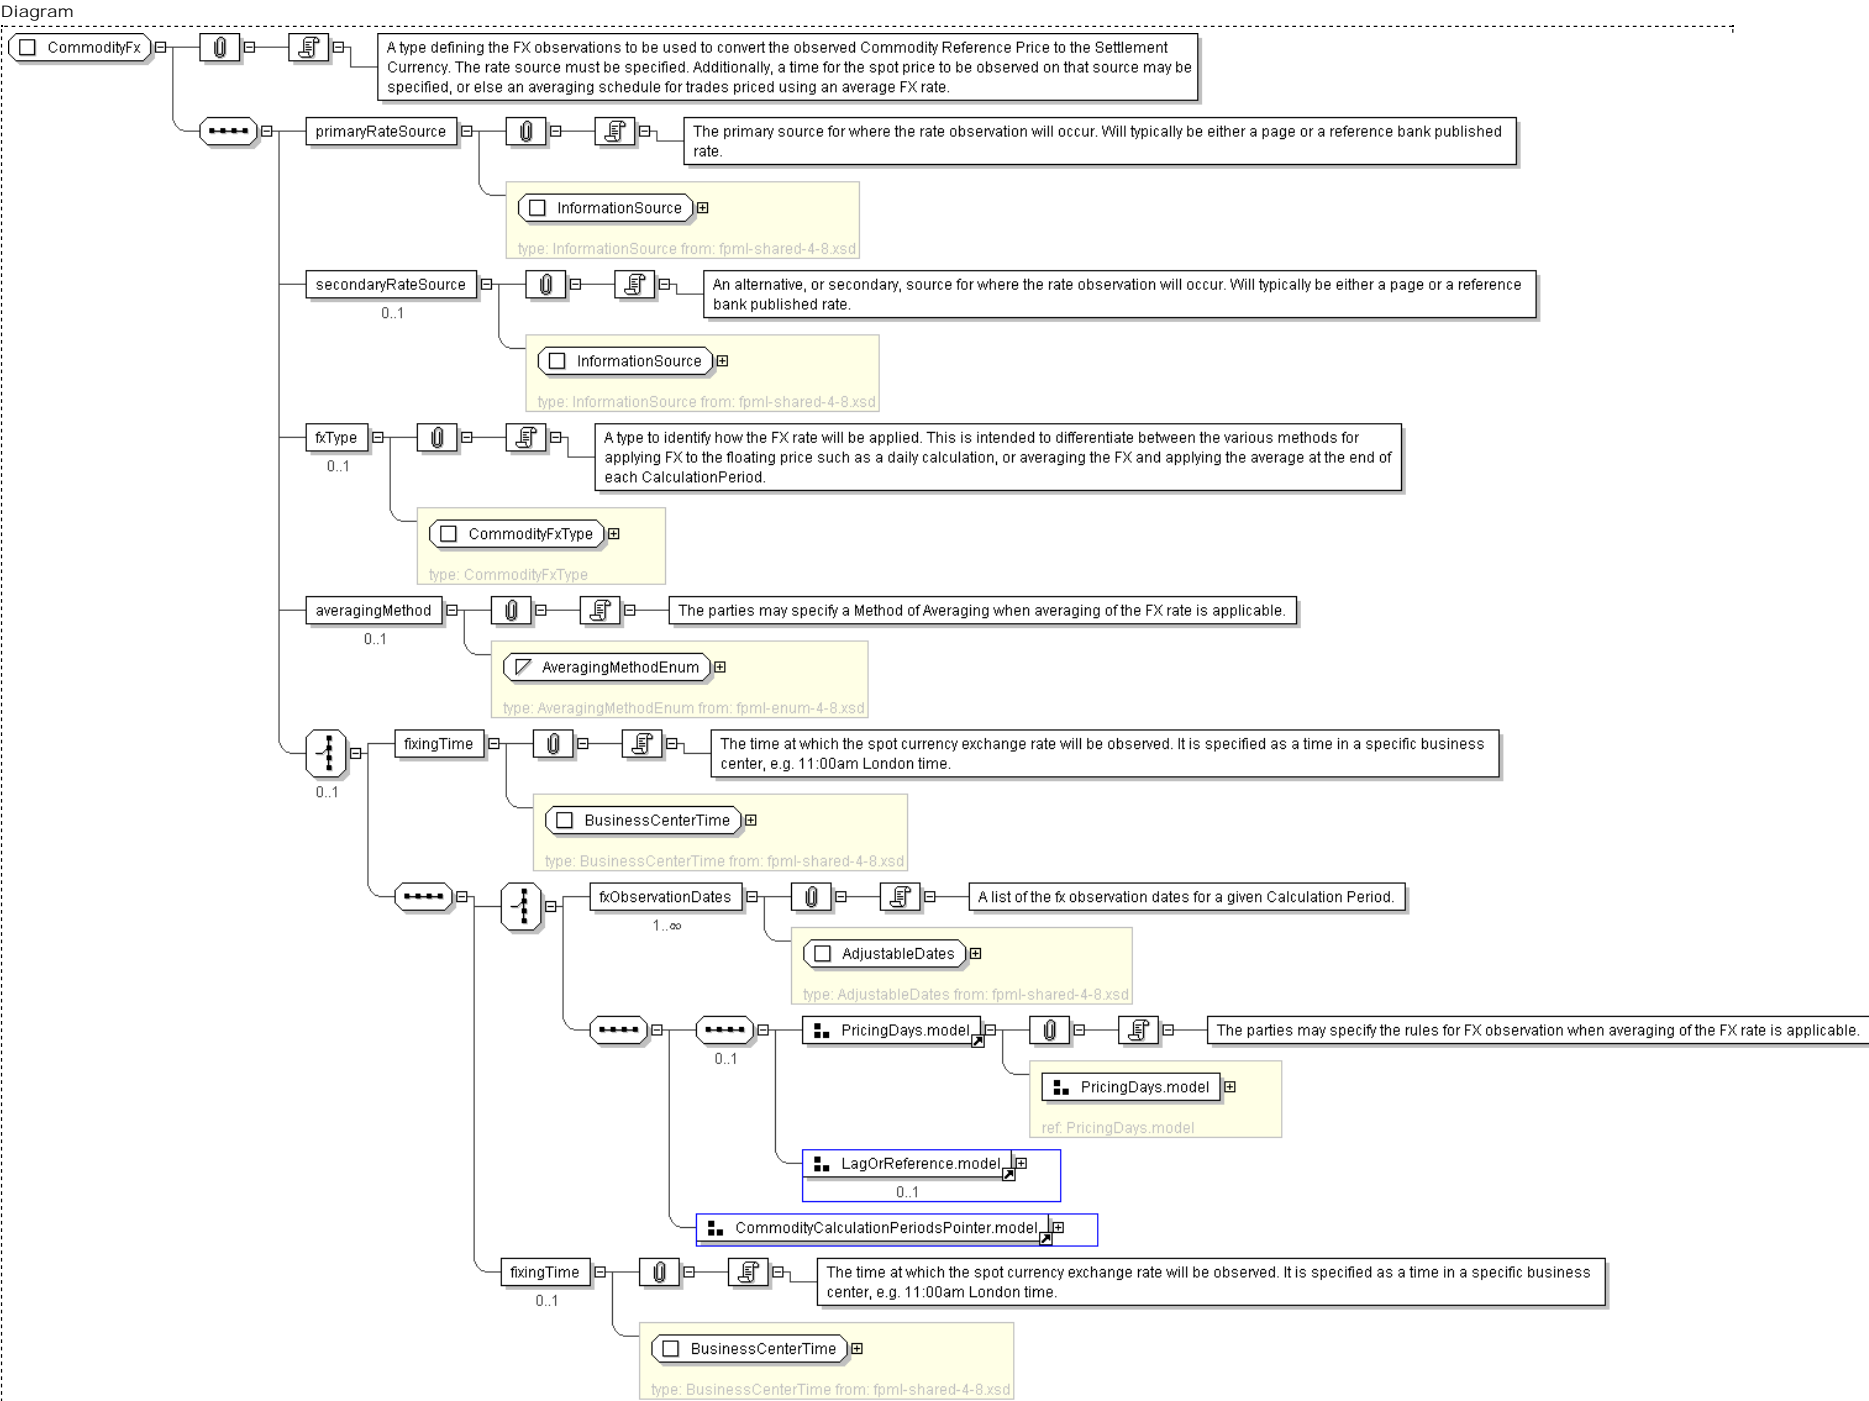 Diagram
CommodityFx
A type defining the FX observations to be used to convert the observed Commodity Reference Price to the Settlement
Currency. The rate source must be specified. Additionally, a time for the spot price to be observed on that source may be
specified, or else an averaging schedule for trades priced using an average FX rate.
primaryRateSource
The primary source for where the rate observation will occur. Will typically be either a page or a reference bank published
rate.
InformationSource
type: InformationSource from: fpml-shared-4-8.xsd
secondaryRateSource
0..1
An alternative, or secondary, source for where the rate observation will occur. Will typically be either a page or a reference
bank published rate.
InformationSource
type: InformationSource from: fpml-shared-4-8.xsd
fxType
0..1
A type to identify how the FX rate will be applied. This is intended to differentiate between the various methods for
applying FX to the floating price such as a daily calculation, or averaging the FX and applying the average at the end of
each CalculationPeriod.
CommodityFxType
type: CommodityFxType
averagingMethod
0..1
The parties may specify a Method of Averaging when averaging of the FX rate is applicable.
AveragingMethodEnum
type: AveragingMethodEnum from: fpml-enum-4-8.xsd
0..1
fixingTime
The time at which the spot currency exchange rate will be observed. It is specified as a time in a specific business
center, e.g. 11:00am London time.
BusinessCenterTime
type: BusinessCenterTime from: fpml-shared-4-8.xsd
fxObservationDates
1..∞
A list of the fx observation dates for a given Calculation Period.
AdjustableDates
type: AdjustableDates from: fpml-shared-4-8.xsd
0..1
PricingDays.model
The parties may specify the rules for FX observation when averaging of the FX rate is applicable.
PricingDays.model
ref: PricingDays.model
LagOrReference.model
0..1
CommodityCalculationPeriodsPointer.model
fixingTime
0..1
The time at which the spot currency exchange rate will be observed. It is specified as a time in a specific business
center, e.g. 11:00am London time.
BusinessCenterTime
type: BusinessCenterTime from: fpml-shared-4-8.xsd